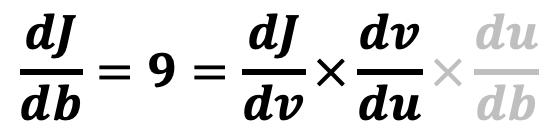 dJ/db = 9 = dJ/dv × dv/du × du/db